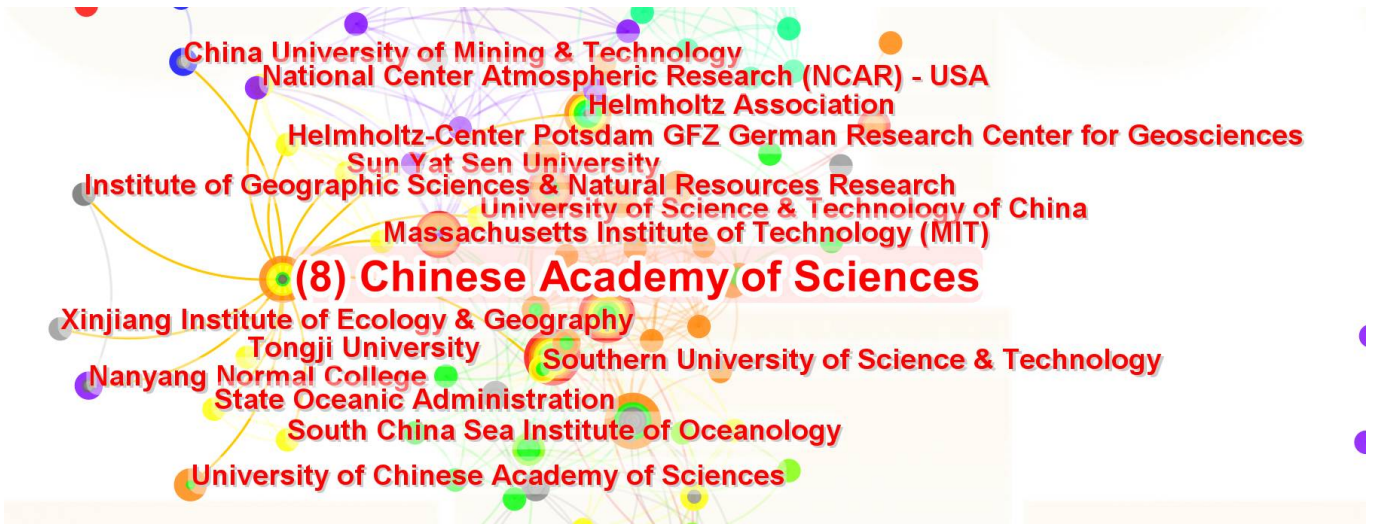 China University of Mining & Technology
National Center Atmospheric Research (NCAR) - USA
Helmholtz Association
Helmholtz-Center Potsdam GFZ German Research Center for Geosciences
Sun Yat Sen University
Institute of Geographic Sciences & Natural Resources Research
University of Science & Technology of China
Massachusetts Institute of Technology (MIT)
(8) Chinese Academy of Sciences
Xinjiang Institute of Ecology & Geography
Tongji University
Southern University of Science & Technology
Nanyang Normal College
State Oceanic Administration
South China Sea Institute of Oceanology
University of Chinese Academy of Sciences